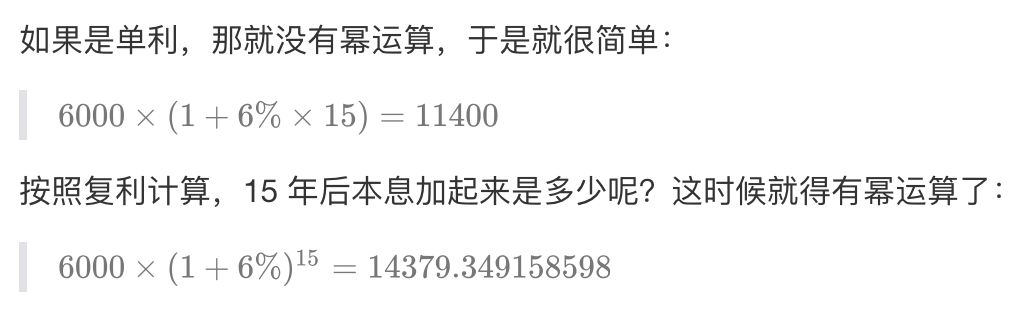 如果是单利，那就没有幂运算，于是就很简单：
6000 × (1 + 6% × 15) = 11400
按照复利计算，15 年后本息加起来是多少呢？这时候就得有幂运算了：
6000 × (1 + 6%)¹⁵ = 14379.349158598